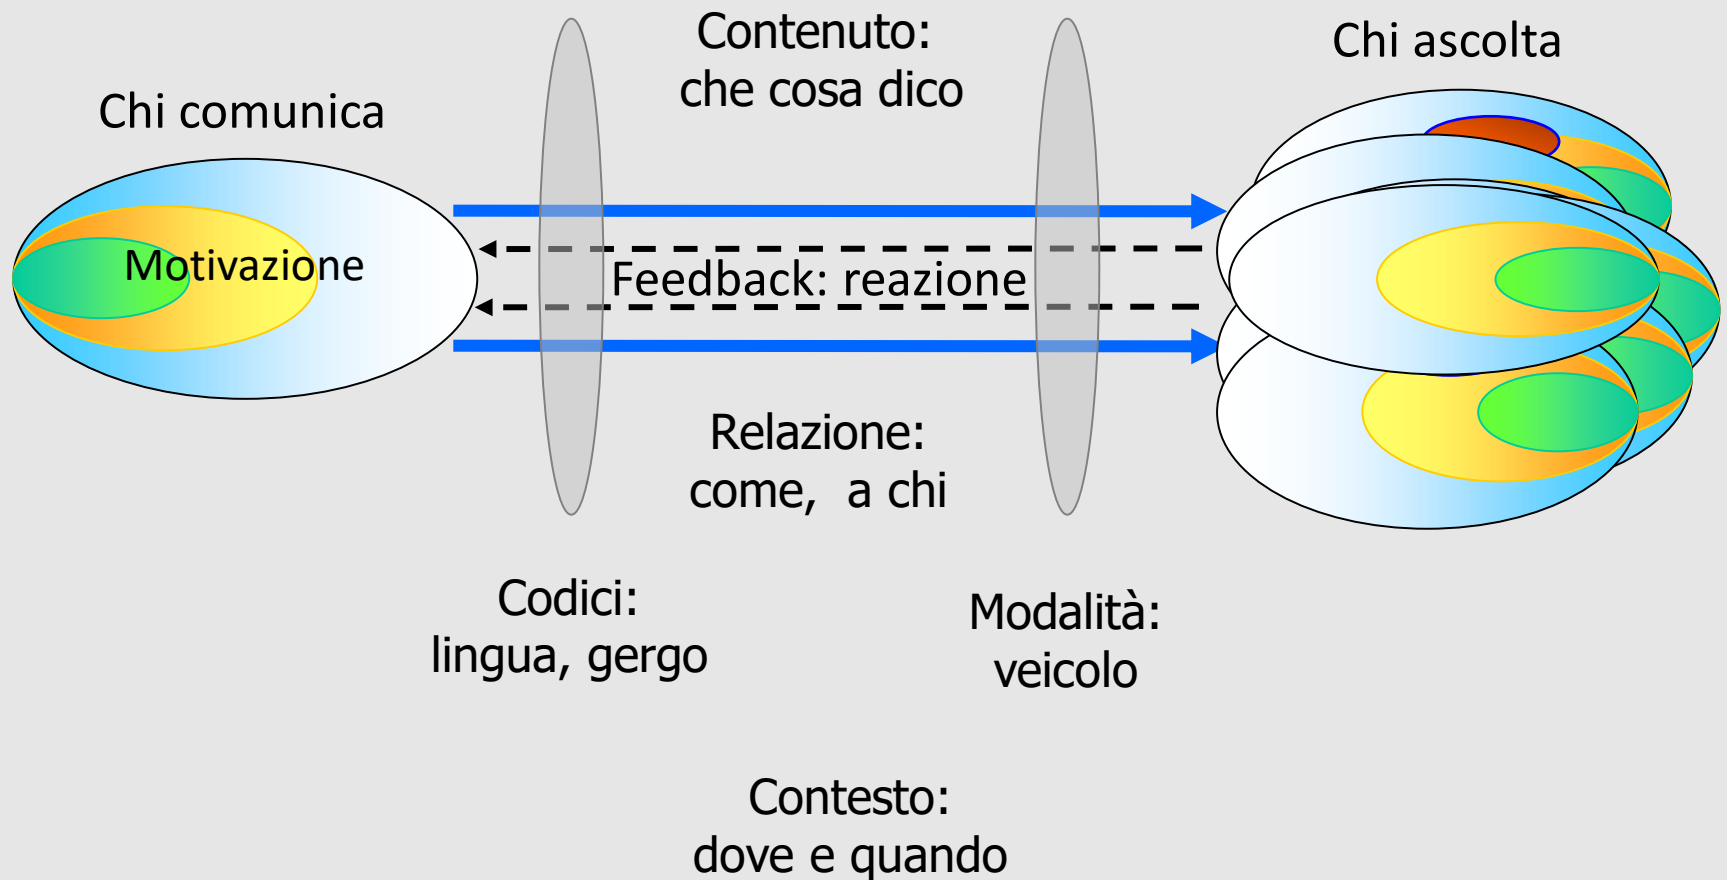 Contenuto:
che cosa dico
Chi ascolta
Chi comunica
Motivazione
Feedback: reazione
Relazione:
come, a chi
Codici:
lingua, gergo
Modalità:
veicolo
Contesto:
dove e quando